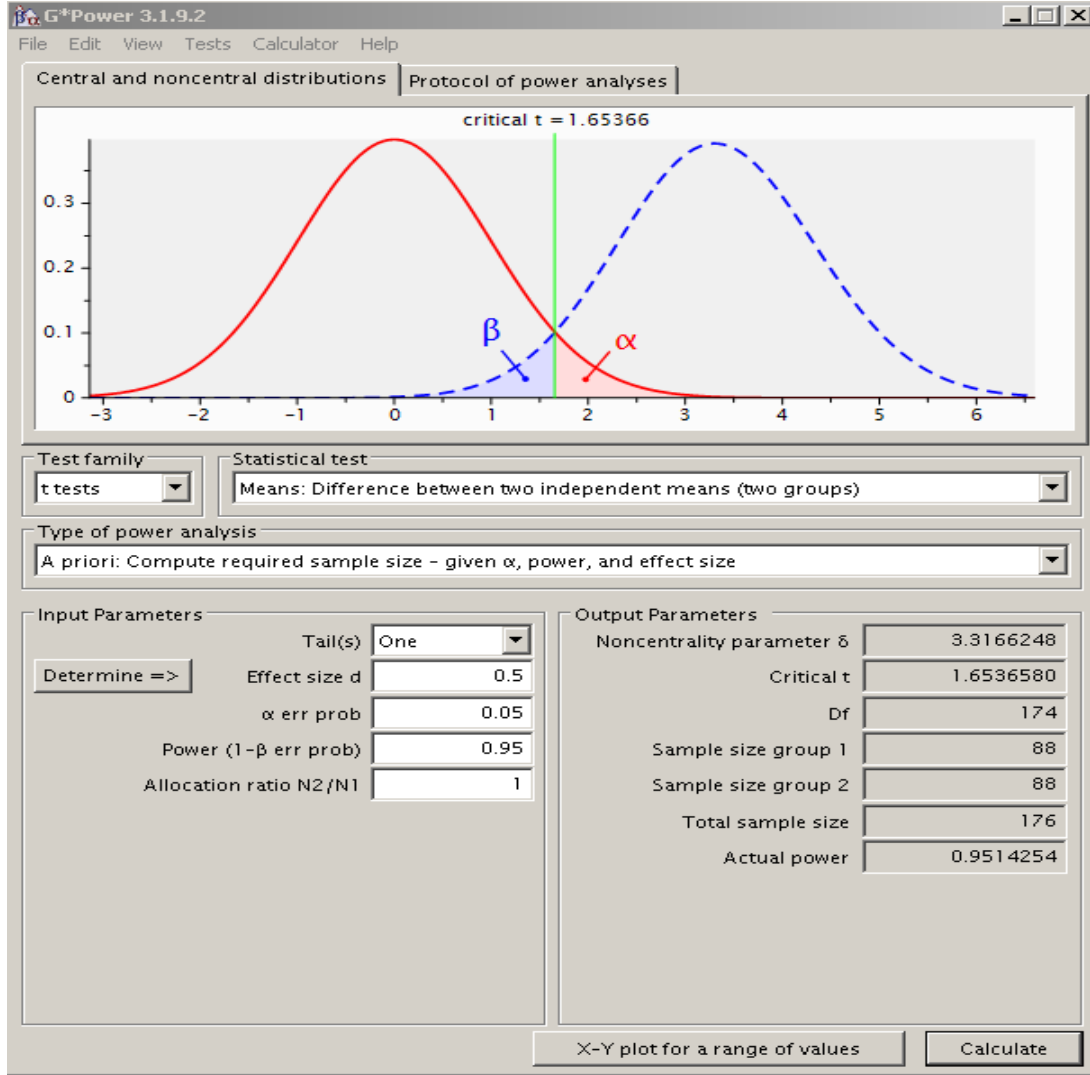 G*Power 3.1.9.2
File Edit View Tests Calculator Help
Central and noncentral distributions Protocol of power analyses
critical t = 1.65366
0.3
0.2
β α
0.1
0
-3 -2 -1 0 1 2 3 4 5 6
Test family Statistical test
t tests Means: Difference between two independent means (two groups)
Type of power analysis
A priori: Compute required sample size - given α, power, and effect size
Input Parameters Output Parameters
Tail(s) One Noncentrality parameter δ 3.3166248
Determine => Effect size d 0.5 Critical t 1.6536580
α err prob 0.05 Df 174
Power (1-β err prob) 0.95 Sample size group 1 88
Allocation ratio N2/N1 1 Sample size group 2 88
Total sample size 176
Actual power 0.9514254
X-Y plot for a range of values Calculate